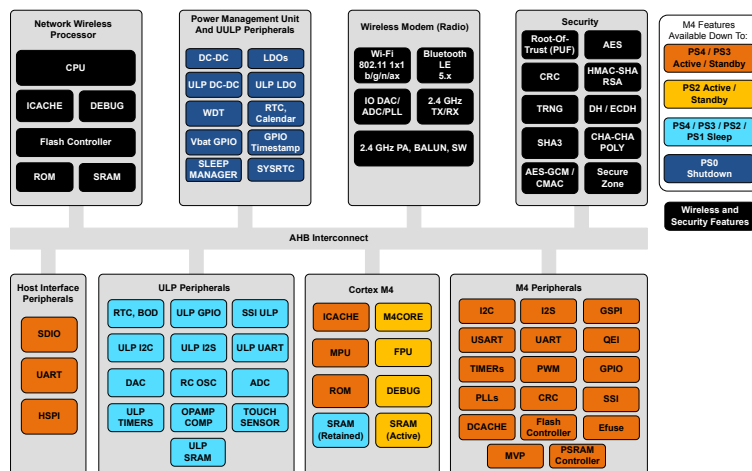 Network Wireless
Processor
CPU
ICACHE
DEBUG
Flash Controller
ROM
SRAM
Power Management Unit
And UULP Peripherals
DC-DC
LDOs
ULP DC-DC
ULP LDO
WDT
RTC,
Calendar
Vbat GPIO
GPIO
Timestamp
SLEEP
MANAGER
SYSRTC
Wireless Modem (Radio)
Wi-Fi
802.11 1x1
b/g/n/ax
Bluetooth
LE
5.x
IO DAC/
ADC/PLL
2.4 GHz
TX/RX
2.4 GHz PA, BALUN, SW
Security
Root-Of-
Trust (PUF)
AES
CRC
HMAC-SHA
RSA
TRNG
DH / ECDH
SHA3
CHA-CHA
POLY
AES-GCM /
CMAC
Secure
Zone
M4 Features
Available Down To:
PS4 / PS3
Active / Standby
PS2 Active /
Standby
PS4 / PS3 / PS2 /
PS1 Sleep
PS0
Shutdown
Wireless and
Security Features
AHB Interconnect
Host Interface
Peripherals
SDIO
UART
HSPI
ULP Peripherals
RTC, BOD
ULP GPIO
SSI ULP
ULP I2C
ULP I2S
ULP UART
DAC
RC OSC
ADC
ULP
TIMERS
OPAMP
COMP
TOUCH
SENSOR
ULP
SRAM
Cortex M4
ICACHE
M4CORE
MPU
FPU
ROM
DEBUG
SRAM
(Retained)
SRAM
(Active)
M4 Peripherals
I2C
I2S
GSPI
USART
UART
QEI
TIMERs
PWM
GPIO
PLLs
CRC
SSI
DCACHE
Flash
Controller
Efuse
MVP
PSRAM
Controller